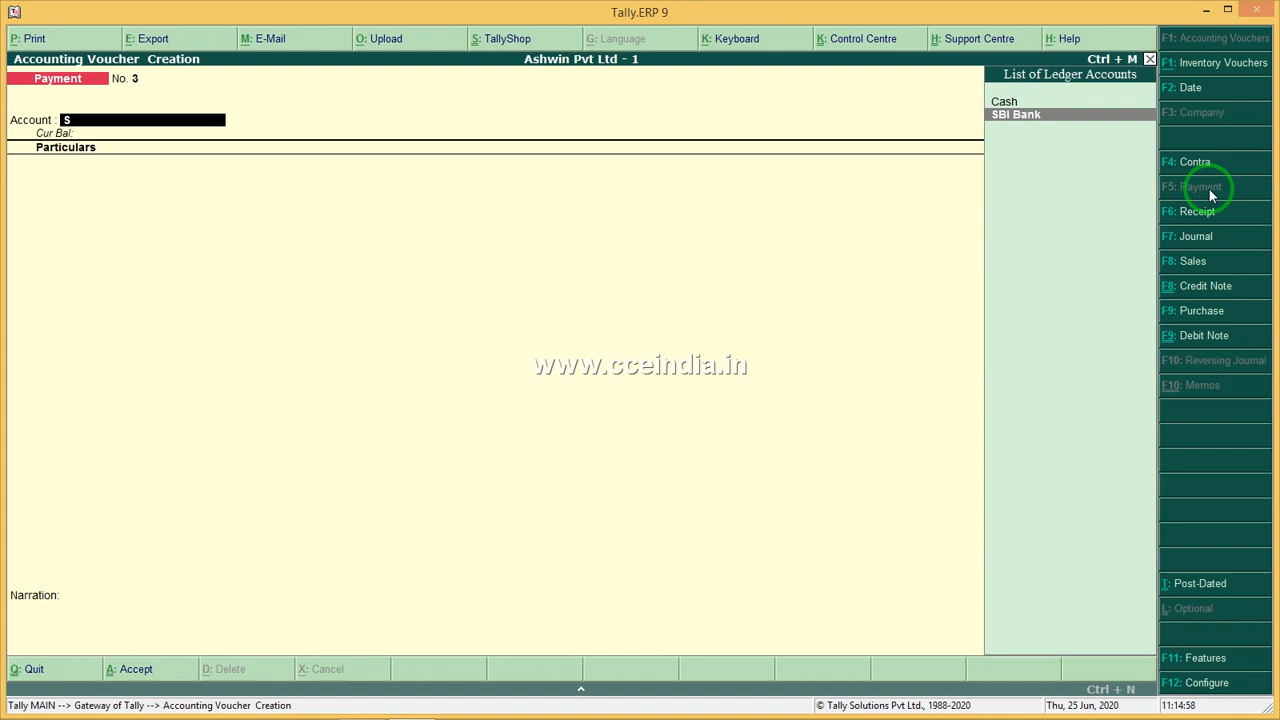 Tally.ERP 9
P: Print
E: Export
M: E-Mail
O: Upload
S: TallyShop
G: Language
K: Keyboard
K: Control Centre
H: Support Centre
H: Help
Accounting Voucher Creation
Ashwin Pvt Ltd - 1
Ctrl + M
Payment No. 3
Account : S
Cur Bal:
Particulars
List of Ledger Accounts
Cash
SBI Bank
F1: Accounting Vouchers
F1: Inventory Vouchers
F2: Date
F3: Company
F4: Contra
F5: Payment
F6: Receipt
F7: Journal
F8: Sales
F8: Credit Note
F9: Purchase
F9: Debit Note
F10: Reversing Journal
F10: Memos
T: Post-Dated
L: Optional
F11: Features
F12: Configure
www.cceindia.in
Narration:
Q: Quit
A: Accept
D: Delete
X: Cancel
Ctrl + N
Tally MAIN --> Gateway of Tally --> Accounting Voucher Creation
© Tally Solutions Pvt Ltd., 1988-2020
Thu, 25 Jun, 2020
11:14:58